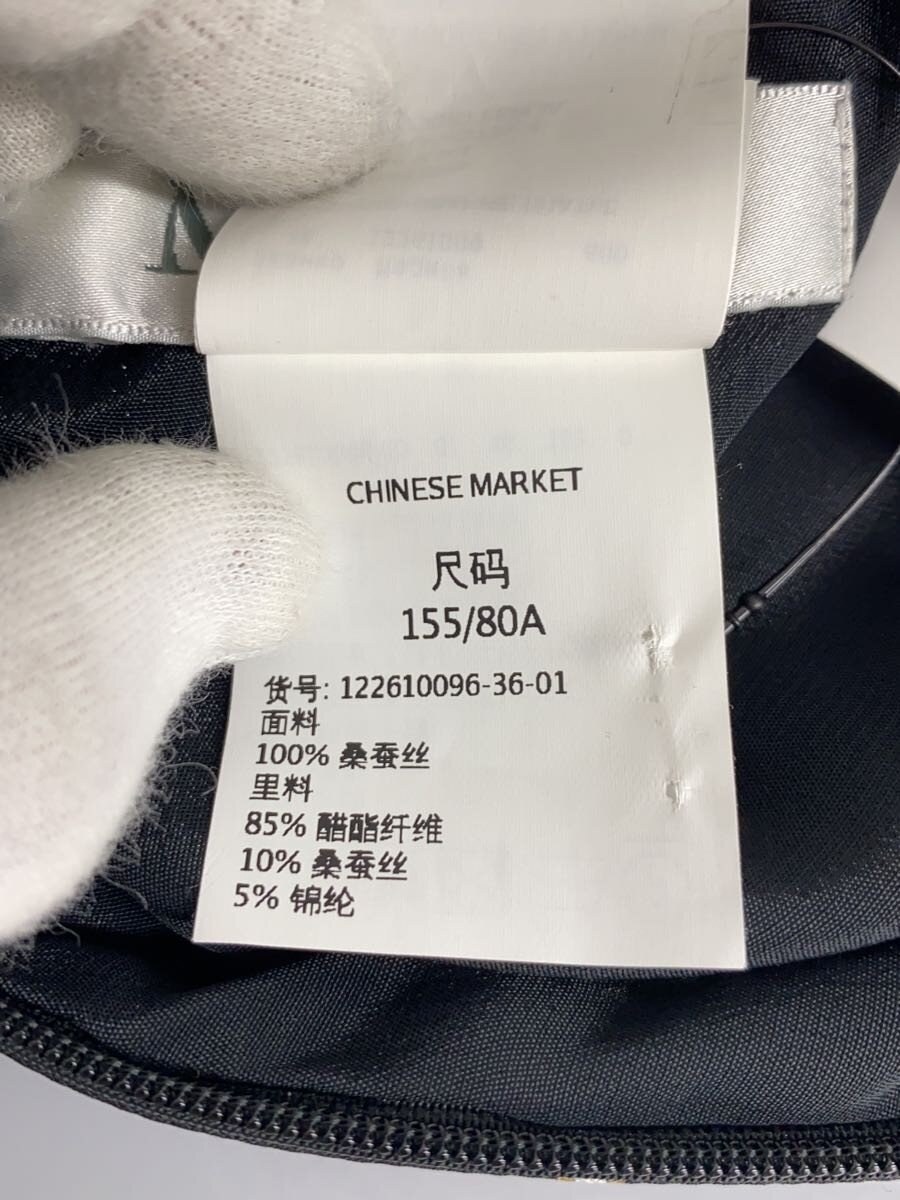 CHINESE MARKET
尺码
155/80A
货号: 122610096-36-01
面料
100% 桑蚕丝
里料
85% 醋酯纤维
10% 桑蚕丝
5% 锦纶